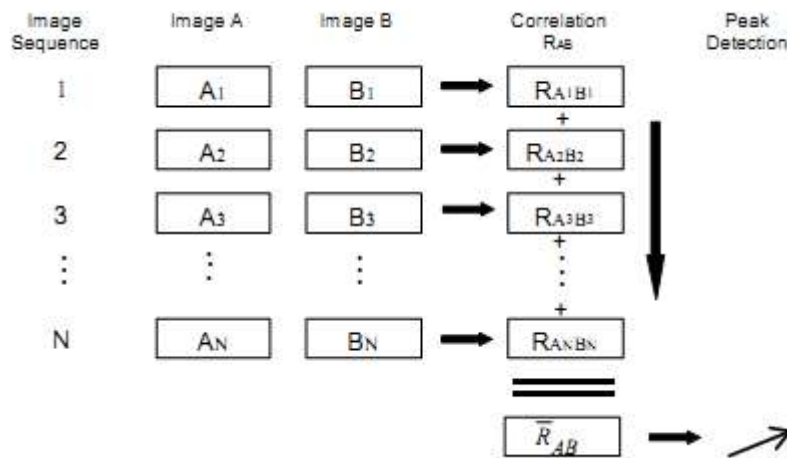 Image Sequence Image A Image B Correlation RAB Peak Detection
1 A1 B1 RA1B1
+
2 A2 B2 RA2B2
+
3 A3 B3 RA3B3
+
⋮ ⋮ ⋮ ⋮
+
N AN BN RANBN
R̅AB